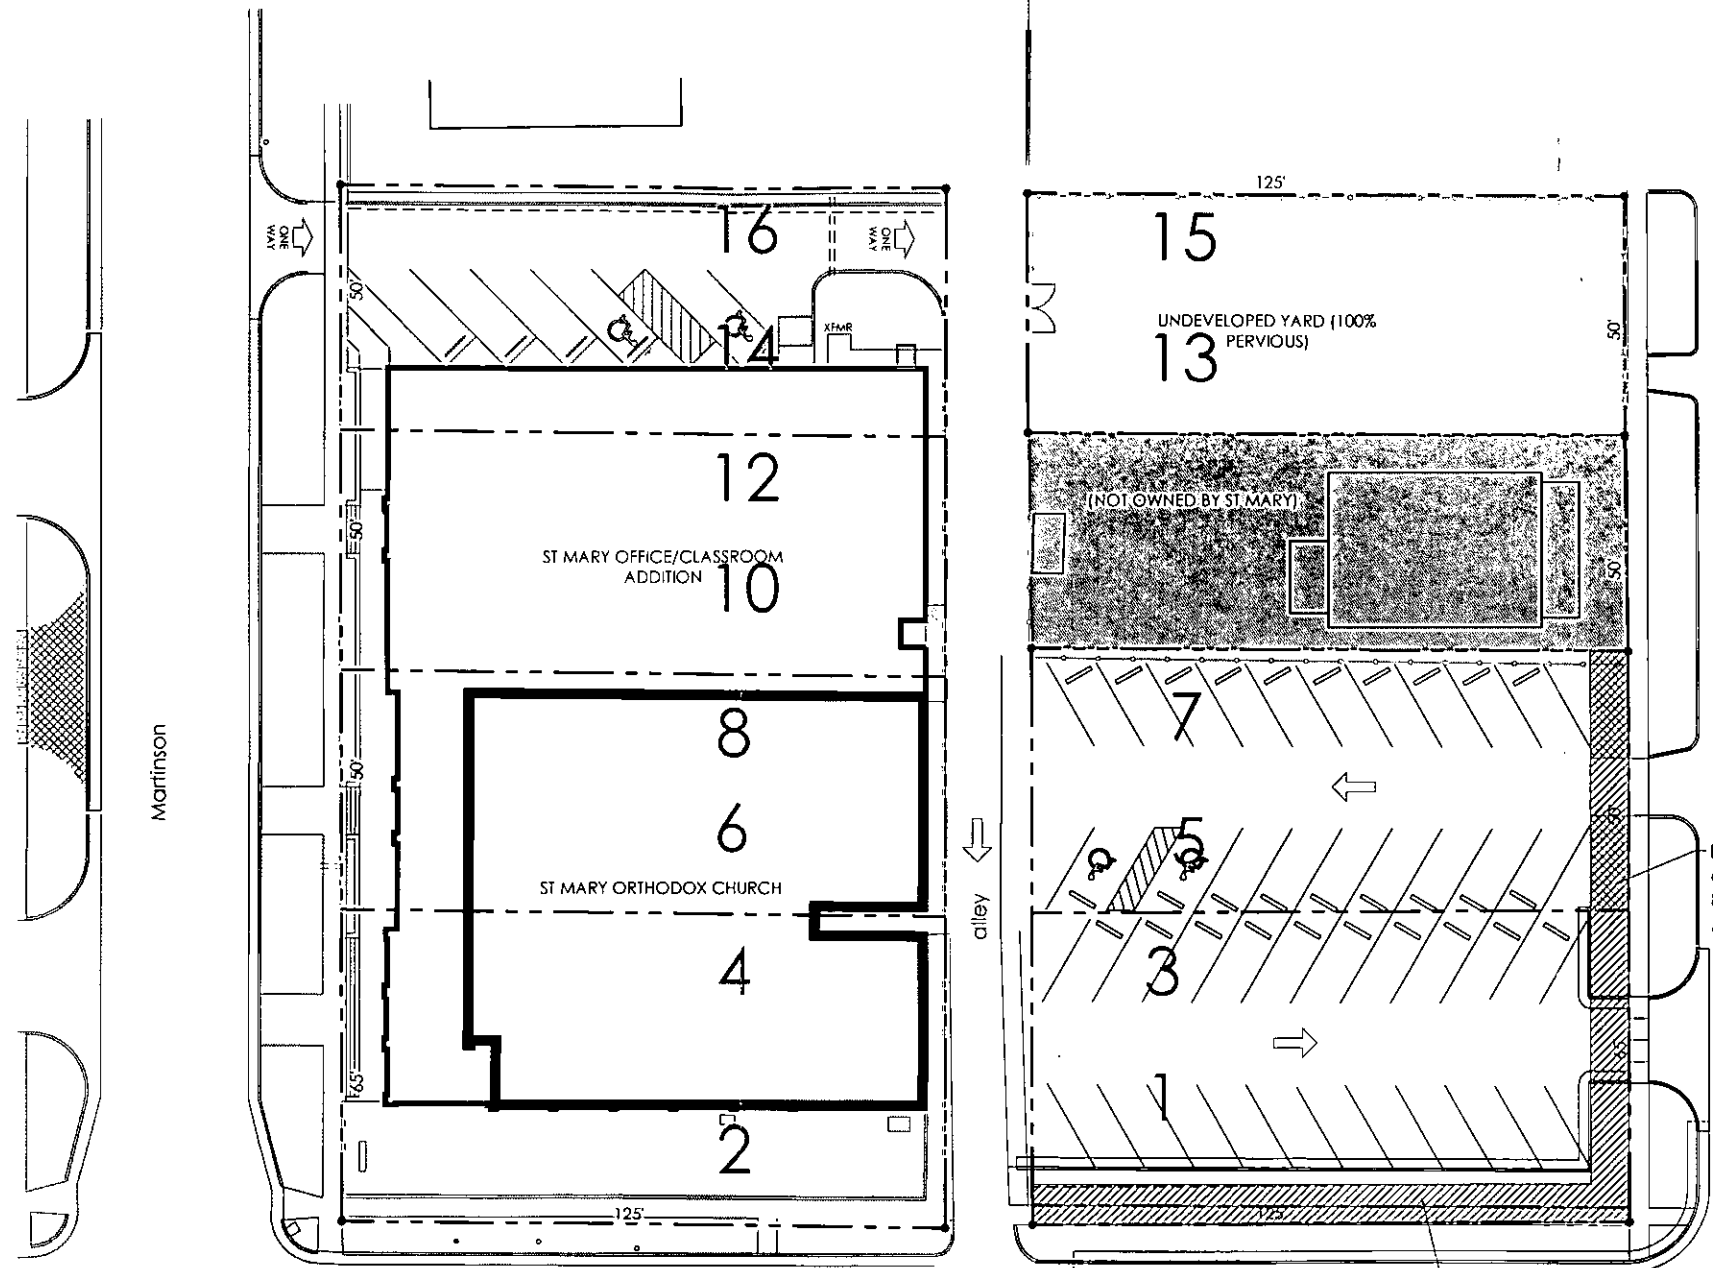 125'
16
15
ONE
WAY
ONE
WAY
50'
XFMR
14
UNDEVELOPED YARD (100%
PERVIOUS)
13
50'
12
(NOT OWNED BY ST MARY)
50'
ST MARY OFFICE/CLASSROOM
ADDITION
10
50'
7
8
Martinson
50'
50'
6
5
ST MARY ORTHODOX CHURCH
alley
4
3
65'
65'
1
2
125'
125'